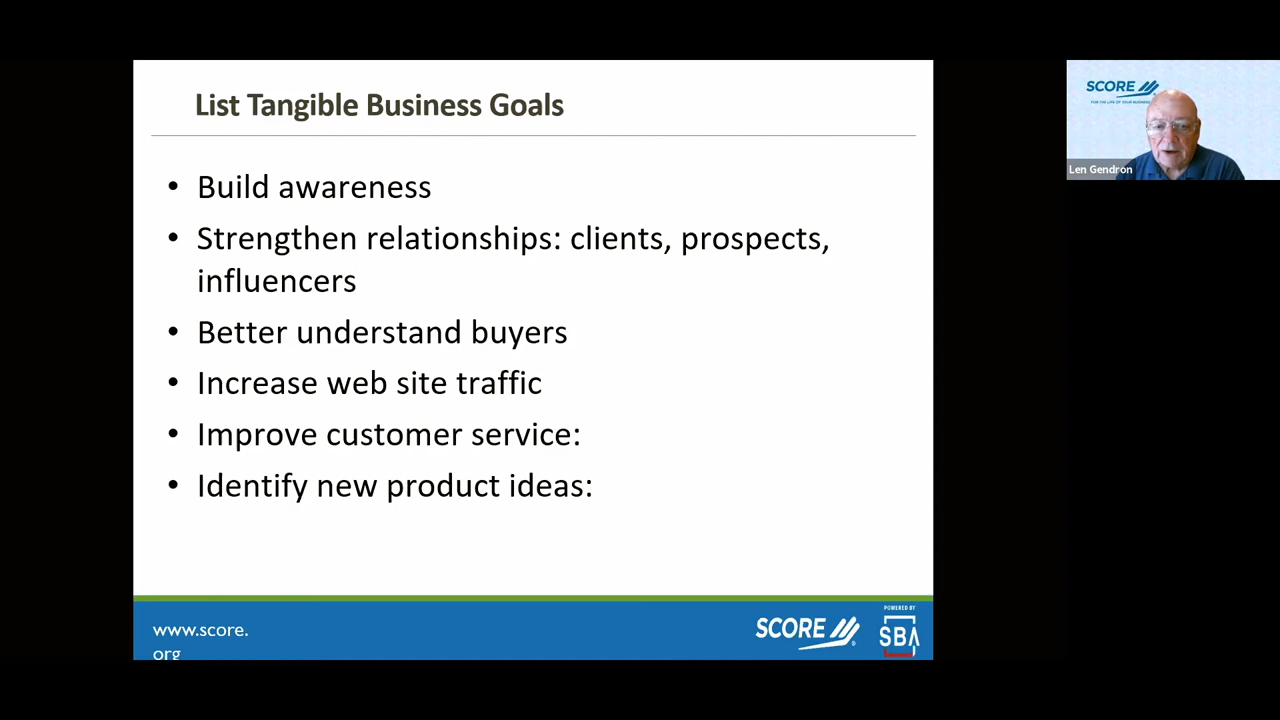 List Tangible Business Goals
• Build awareness
• Strengthen relationships: clients, prospects,
influencers
• Better understand buyers
• Increase web site traffic
• Improve customer service:
• Identify new product ideas:
www.score.
org
SCORE
POWERED BY
SBA
SCORE
FOR THE LIFE OF YOUR BUSINESS
Len Gendron